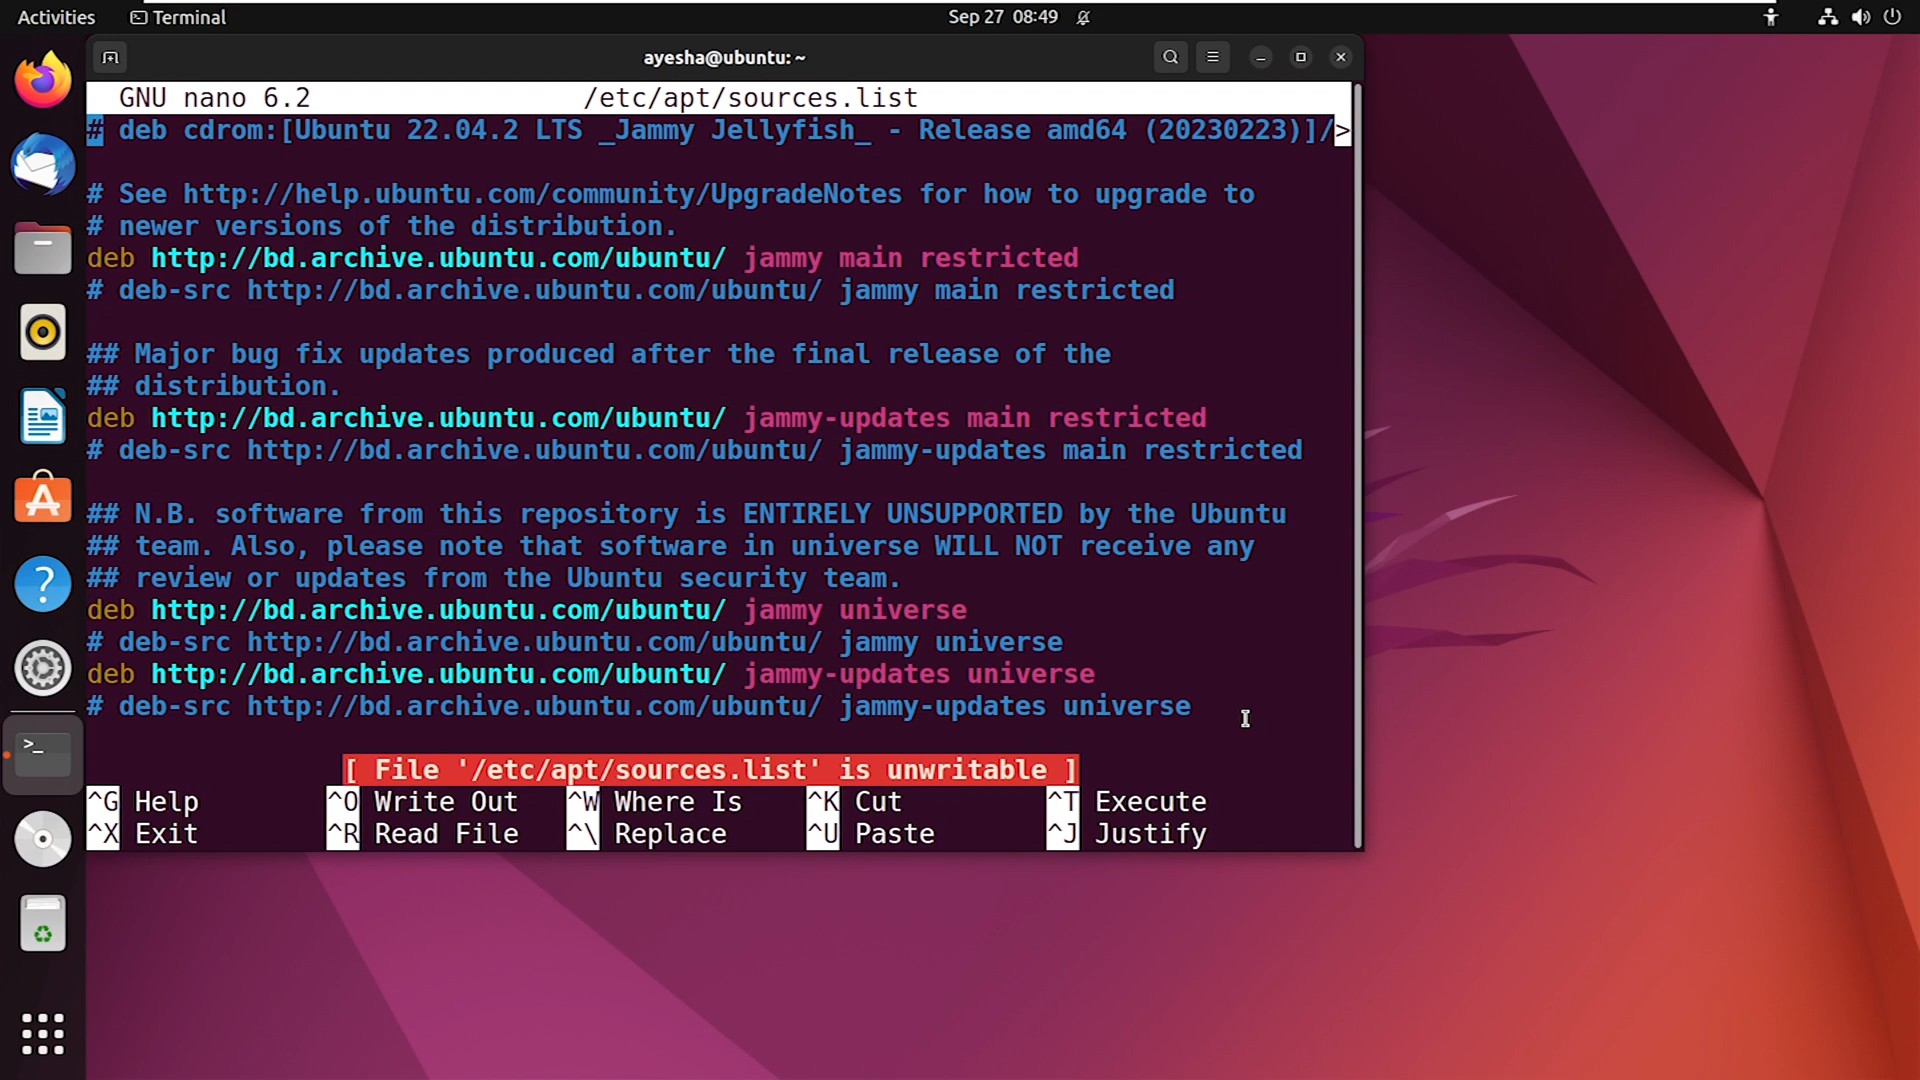 Activities Terminal Sep 27 08:49
ayesha@ubuntu: ~
GNU nano 6.2 /etc/apt/sources.list
# deb cdrom:[Ubuntu 22.04.2 LTS _Jammy Jellyfish_ - Release amd64 (20230223)]/>
# See http://help.ubuntu.com/community/UpgradeNotes for how to upgrade to
# newer versions of the distribution.
deb http://bd.archive.ubuntu.com/ubuntu/ jammy main restricted
# deb-src http://bd.archive.ubuntu.com/ubuntu/ jammy main restricted
## Major bug fix updates produced after the final release of the
## distribution.
deb http://bd.archive.ubuntu.com/ubuntu/ jammy-updates main restricted
# deb-src http://bd.archive.ubuntu.com/ubuntu/ jammy-updates main restricted
## N.B. software from this repository is ENTIRELY UNSUPPORTED by the Ubuntu
## team. Also, please note that software in universe WILL NOT receive any
## review or updates from the Ubuntu security team.
deb http://bd.archive.ubuntu.com/ubuntu/ jammy universe
# deb-src http://bd.archive.ubuntu.com/ubuntu/ jammy universe
deb http://bd.archive.ubuntu.com/ubuntu/ jammy-updates universe
# deb-src http://bd.archive.ubuntu.com/ubuntu/ jammy-updates universe
[ File '/etc/apt/sources.list' is unwritable ]
^G Help ^O Write Out ^W Where Is ^K Cut ^T Execute
^X Exit ^R Read File ^\ Replace ^U Paste ^J Justify